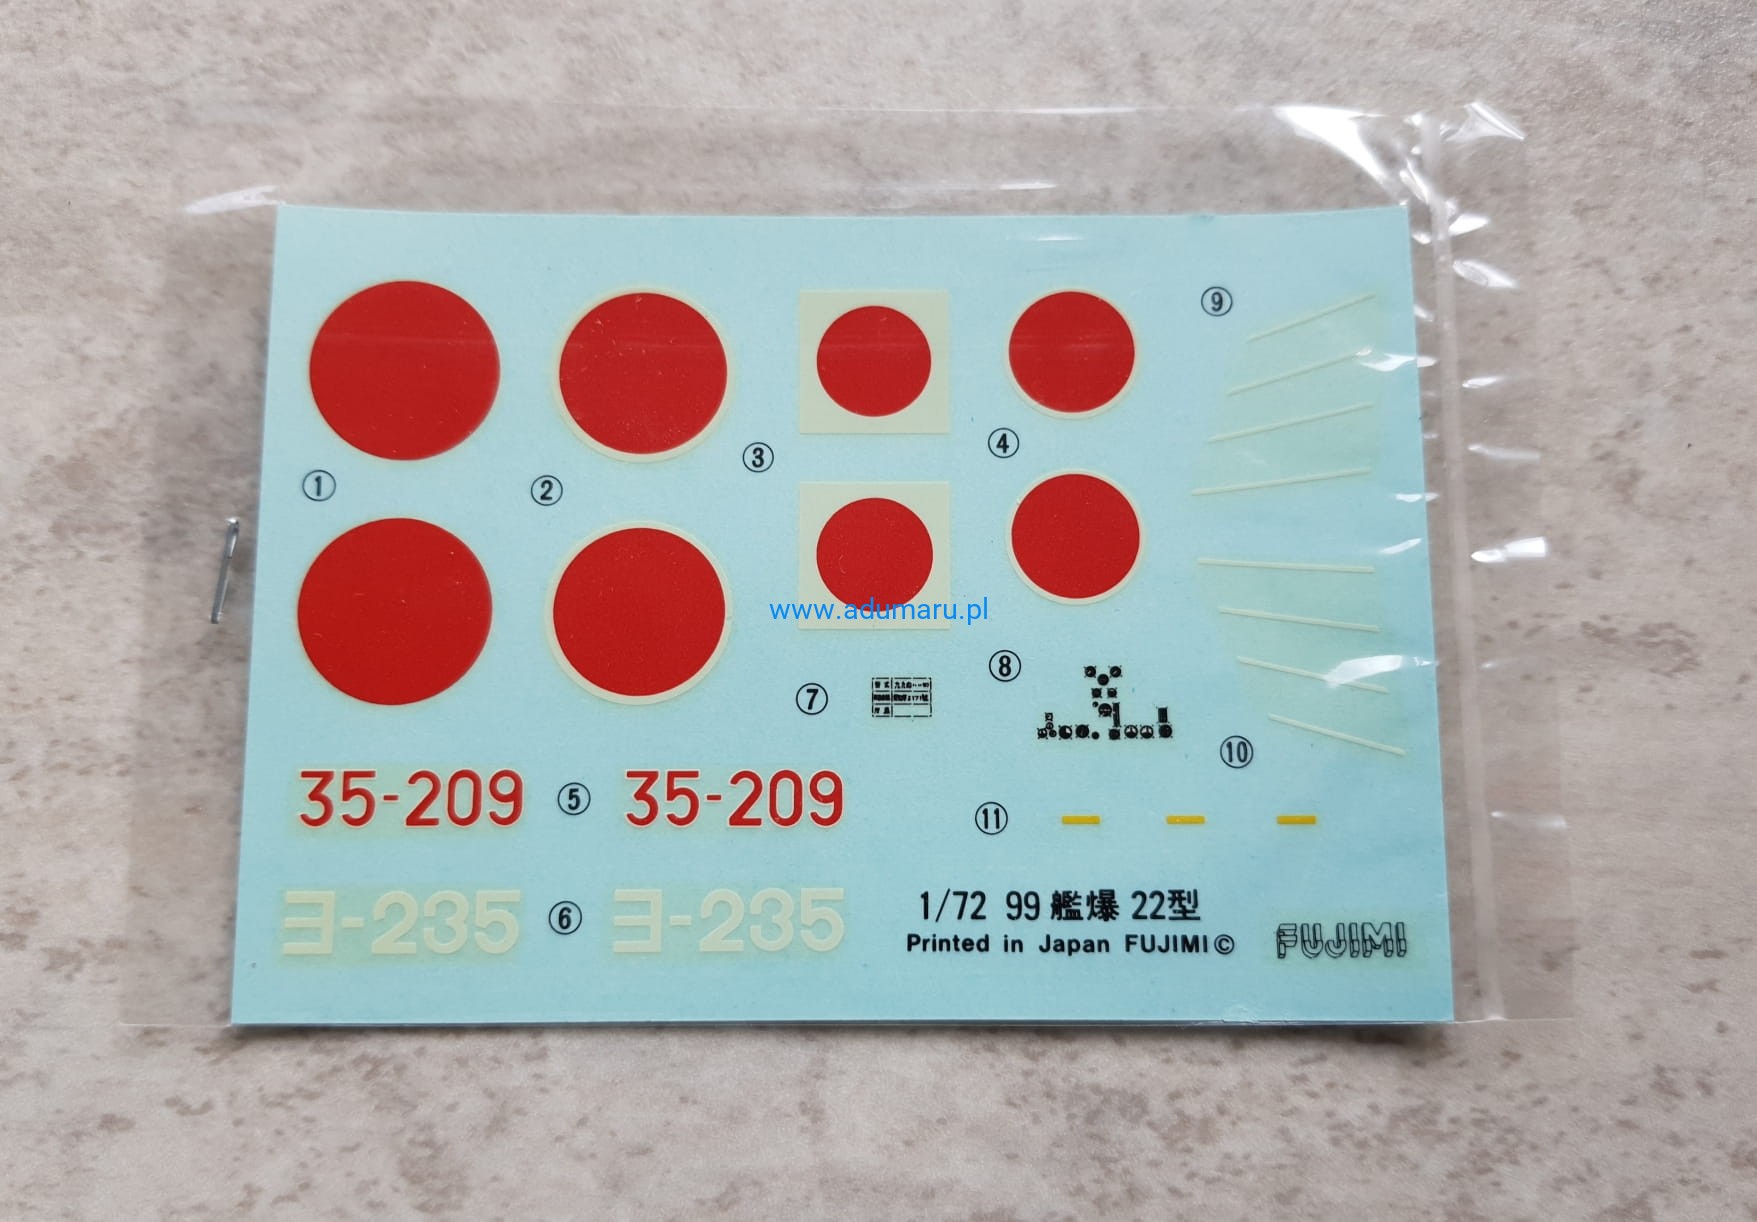 ⑨
③
④
①
②
www.adumaru.pl
⑧
⑦
⑩
35-209
⑤
35-209
⑪
ヨ-235
⑥
ヨ-235
1/72 99 艦爆 22型
Printed in Japan FUJIMI©
FUJIMI